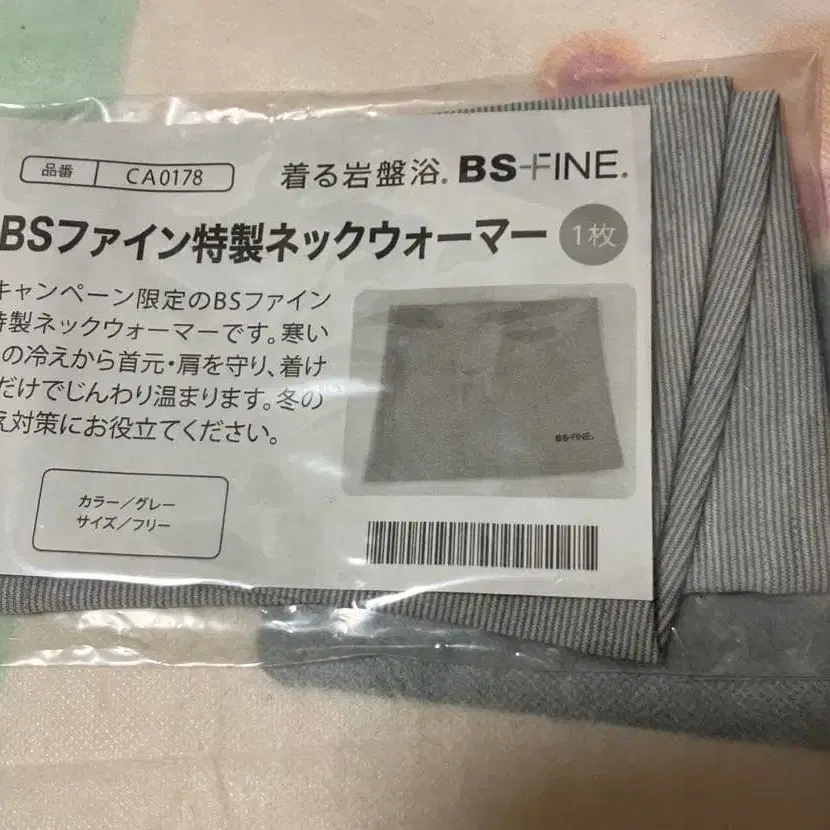 品番 CA0178
着る岩盤浴. BS-FINE.
BSファイン特製ネックウォーマー 1枚
キャンペーン限定のBSファイン
特製ネックウォーマーです。寒い
の冷えから首元・肩を守り、着け
だけでじんわり温まります。冬の
え対策にお役立てください。
BS-FINE.
カラー/グレー
サイズ/フリー